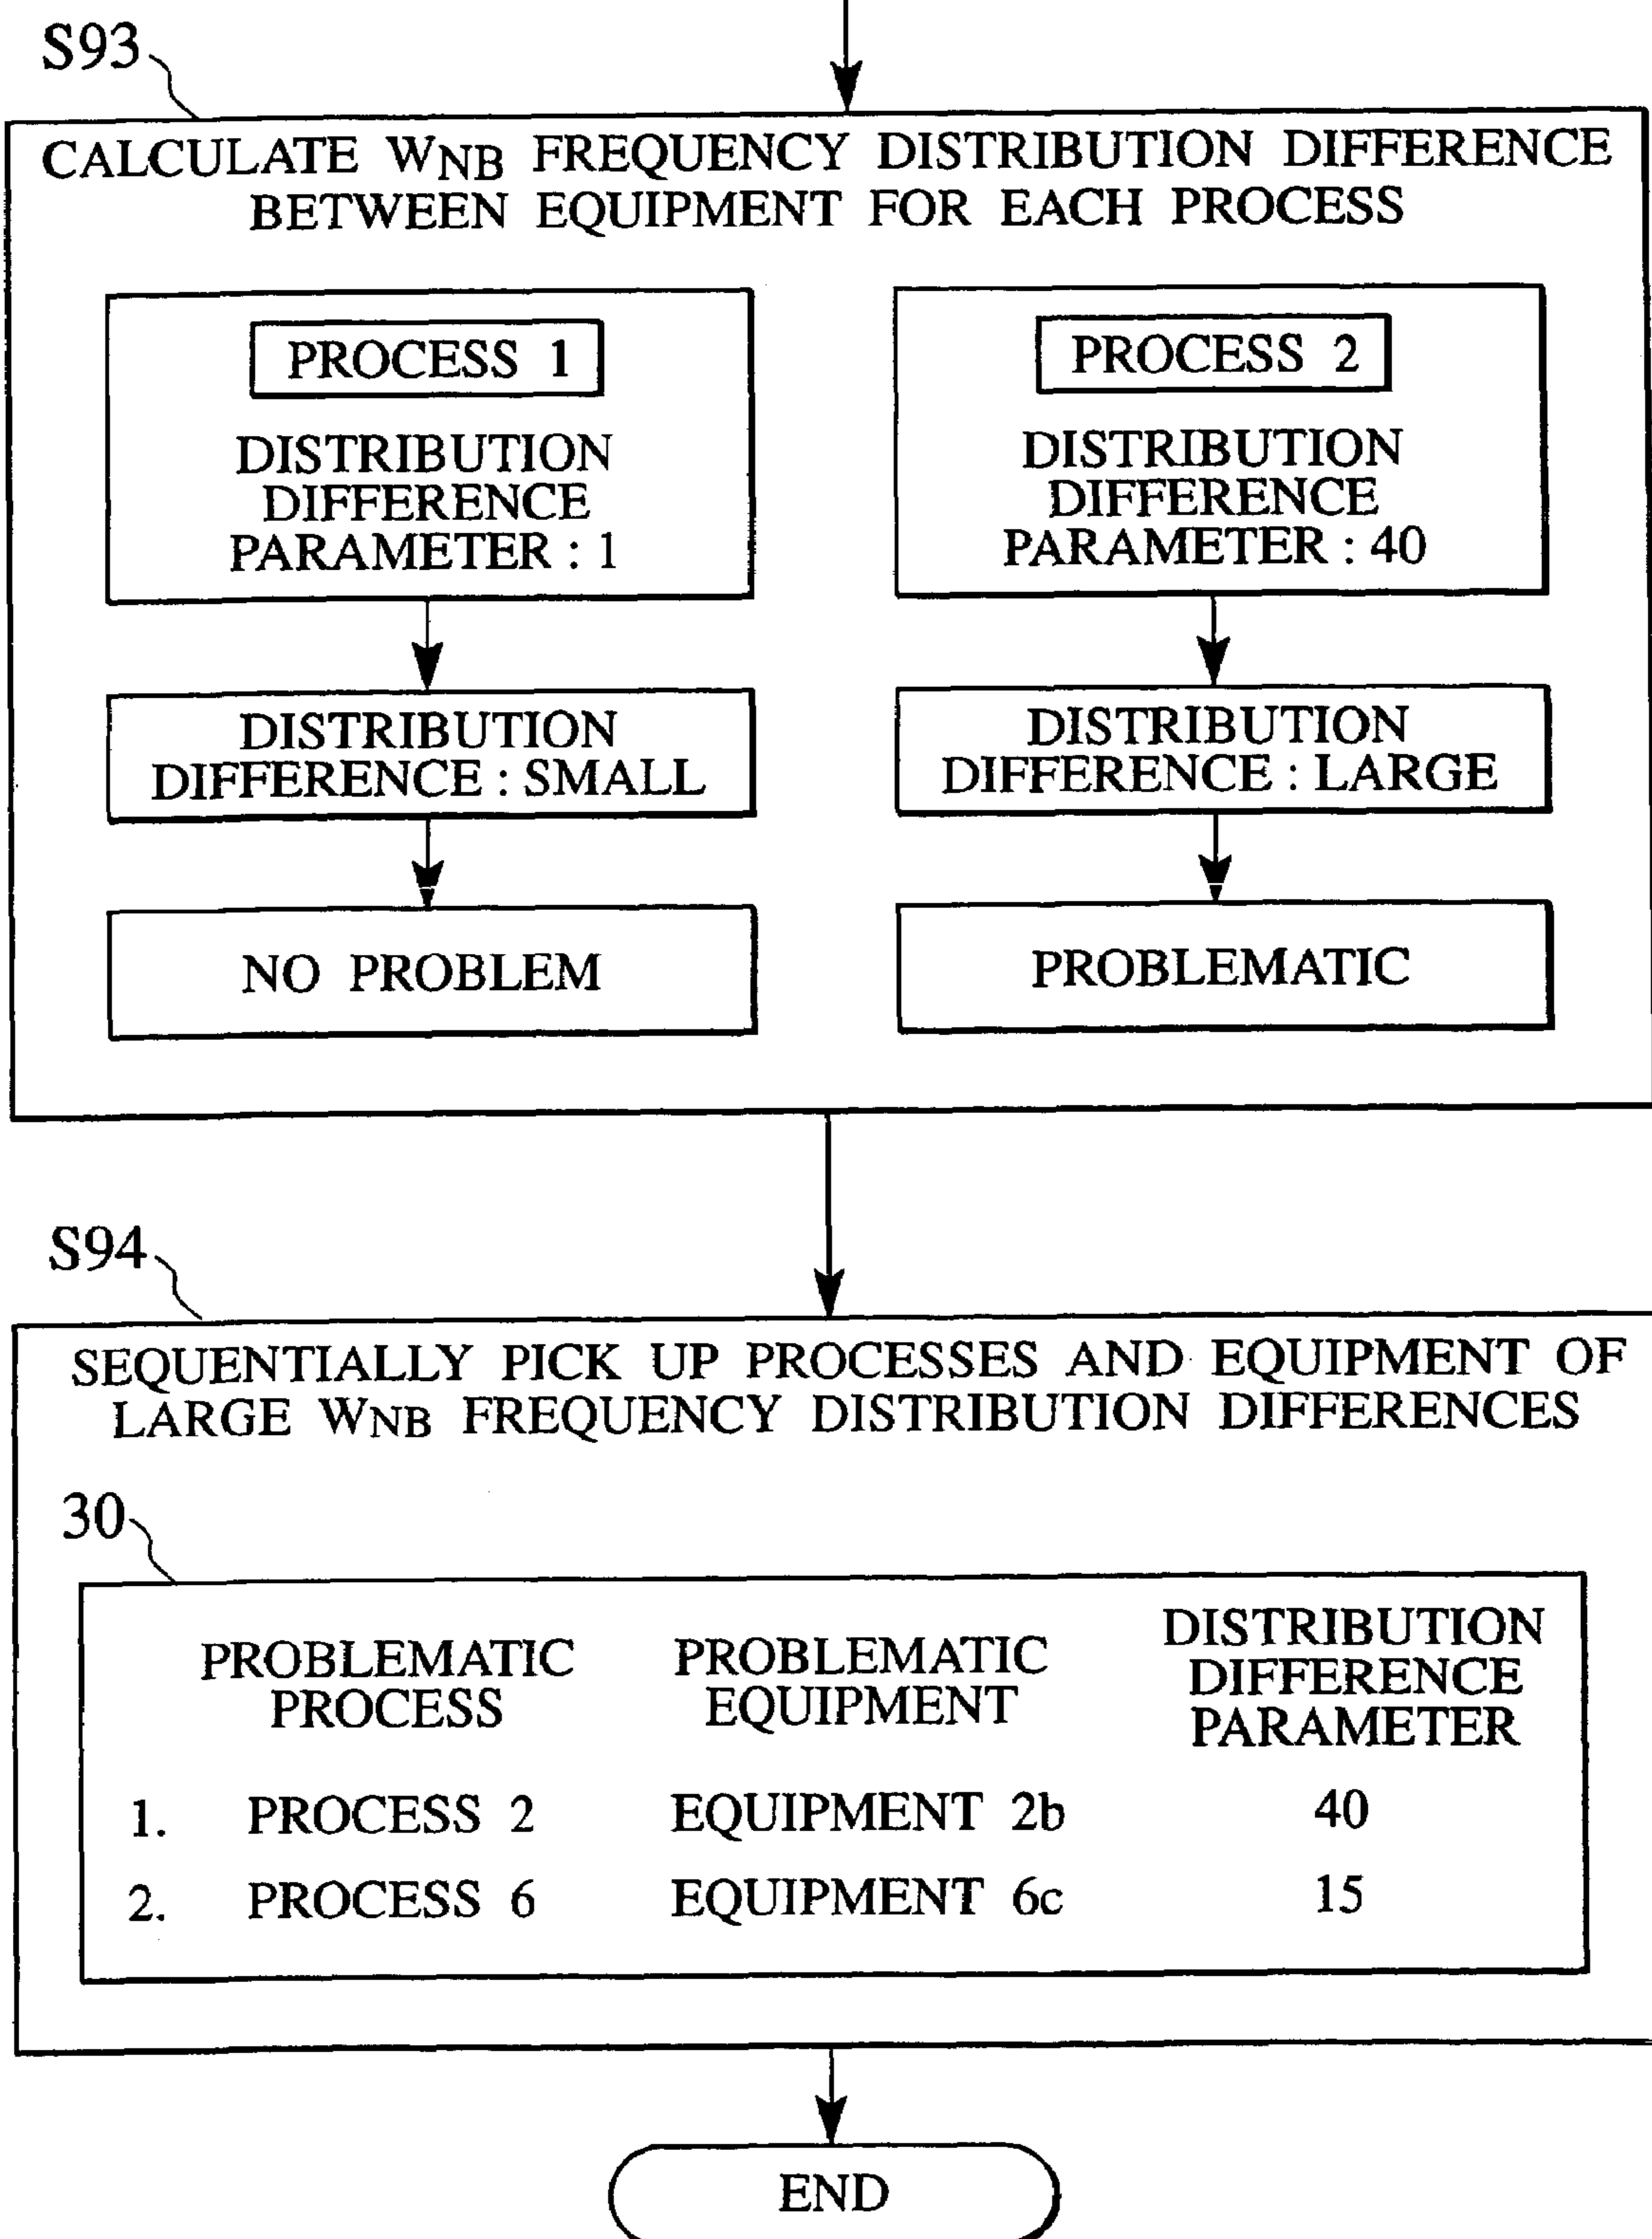 S93
CALCULATE WNB FREQUENCY DISTRIBUTION DIFFERENCE
BETWEEN EQUIPMENT FOR EACH PROCESS
PROCESS 1
DISTRIBUTION
DIFFERENCE
PARAMETER : 1
DISTRIBUTION
DIFFERENCE : SMALL
NO PROBLEM
PROCESS 2
DISTRIBUTION
DIFFERENCE
PARAMETER : 40
DISTRIBUTION
DIFFERENCE : LARGE
PROBLEMATIC
S94
SEQUENTIALLY PICK UP PROCESSES AND EQUIPMENT OF
LARGE WNB FREQUENCY DISTRIBUTION DIFFERENCES
30
PROBLEMATIC
PROCESS
PROBLEMATIC
EQUIPMENT
DISTRIBUTION
DIFFERENCE
PARAMETER
1. PROCESS 2 EQUIPMENT 2b 40
2. PROCESS 6 EQUIPMENT 6c 15
END